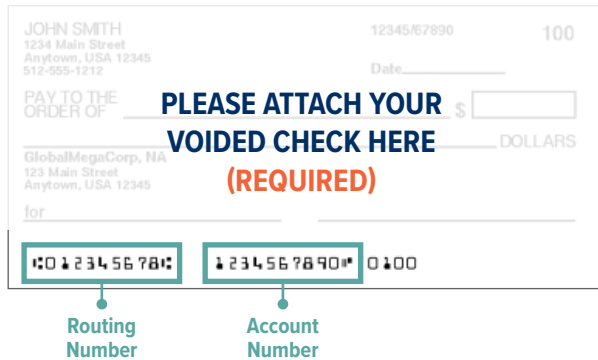 JOHN SMITH 12345/67890 100
1234 Main Street
Anytown, USA 12345
512-555-1212 Date
PAY TO THE
ORDER OF $
PLEASE ATTACH YOUR
VOIDED CHECK HERE
(REQUIRED)
DOLLARS
GlobalMegaCorp, NA
123 Main Street
Anytown, USA 12345
for
⑆012345678⑆ 1234567890⑈ 0100
Routing
Number
Account
Number